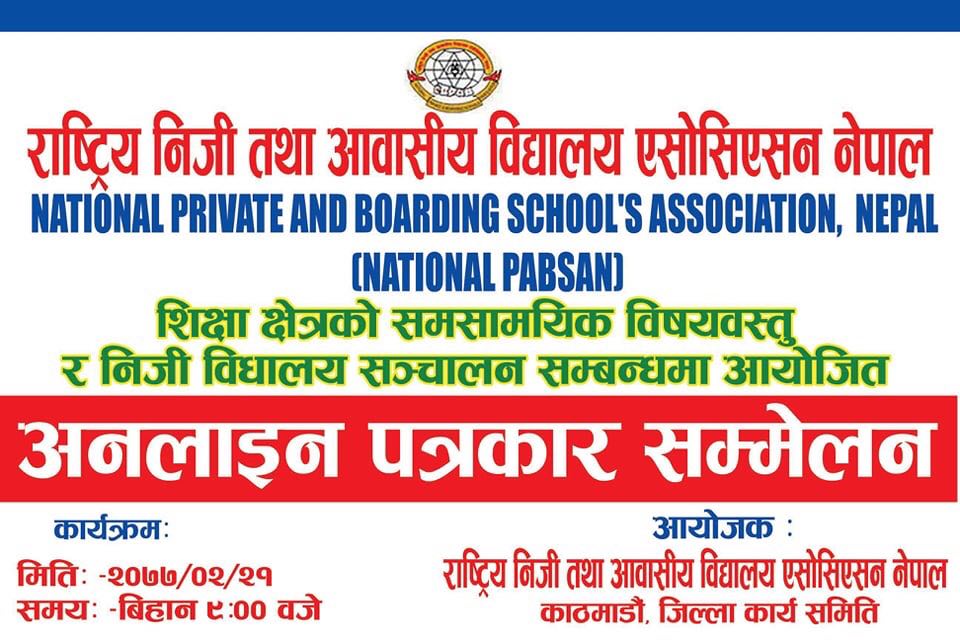 राष्ट्रिय निजी तथा आवासीय विद्यालय एसोसिएसन नेपाल
NATIONAL PRIVATE AND BOARDING SCHOOL'S ASSOCIATION, NEPAL
(NATIONAL PABSAN)
शिक्षा क्षेत्रको समसामयिक विषयवस्तु
र निजी विधालय सञ्चालन सम्बन्धमा आयोजित
अनलाइन पत्रकार सम्मेलन
कार्यक्रमः
मितिः -२०७७/०२/२१
समयः -बिहान ९:०० वजे
आयोजक :
राष्ट्रिय निजी तथा आवासीय विद्यालय एसोसिएसन नेपाल
काठमाडौं, जिल्ला कार्य समिति